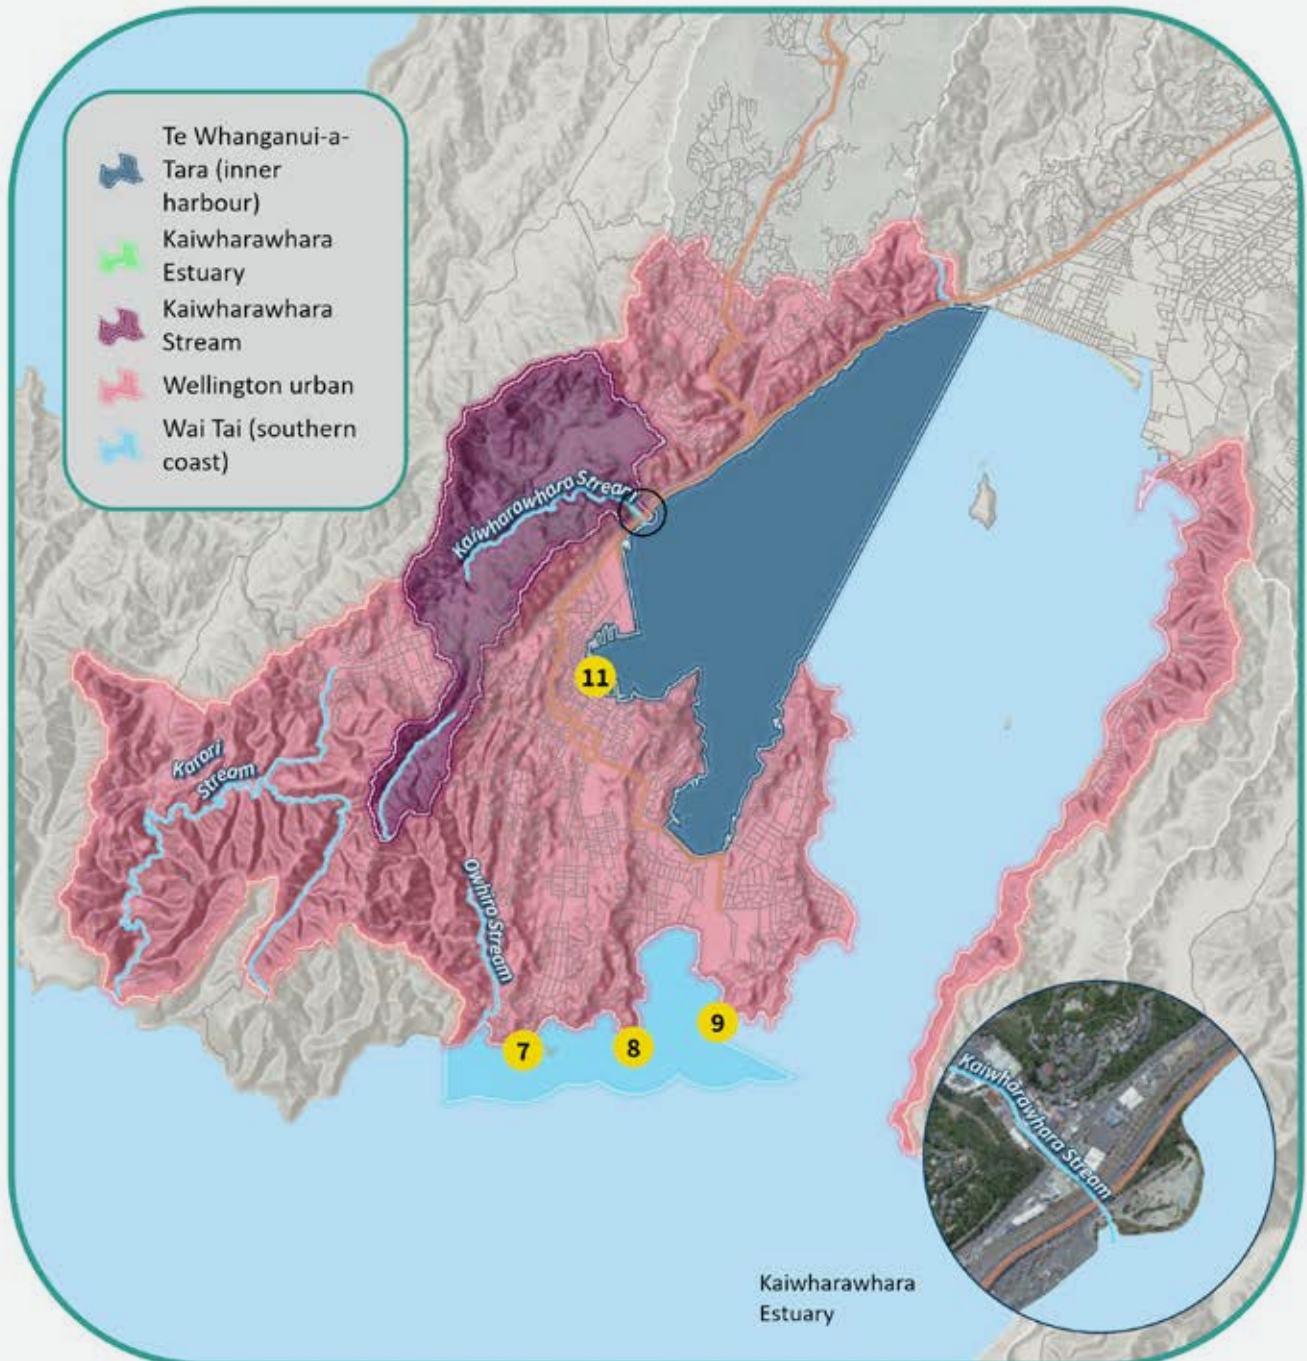 Te Whanganui-a-
Tara (inner
harbour)
Kaiwharawhara
Estuary
Kaiwharawhara
Stream
Wellington urban
Wai Tai (southern
coast)
Kaiwharawhara Stream
11
Karori
Stream
Owhiro Stream
7
8
9
Kaiwharawhara Stream
Kaiwharawhara
Estuary